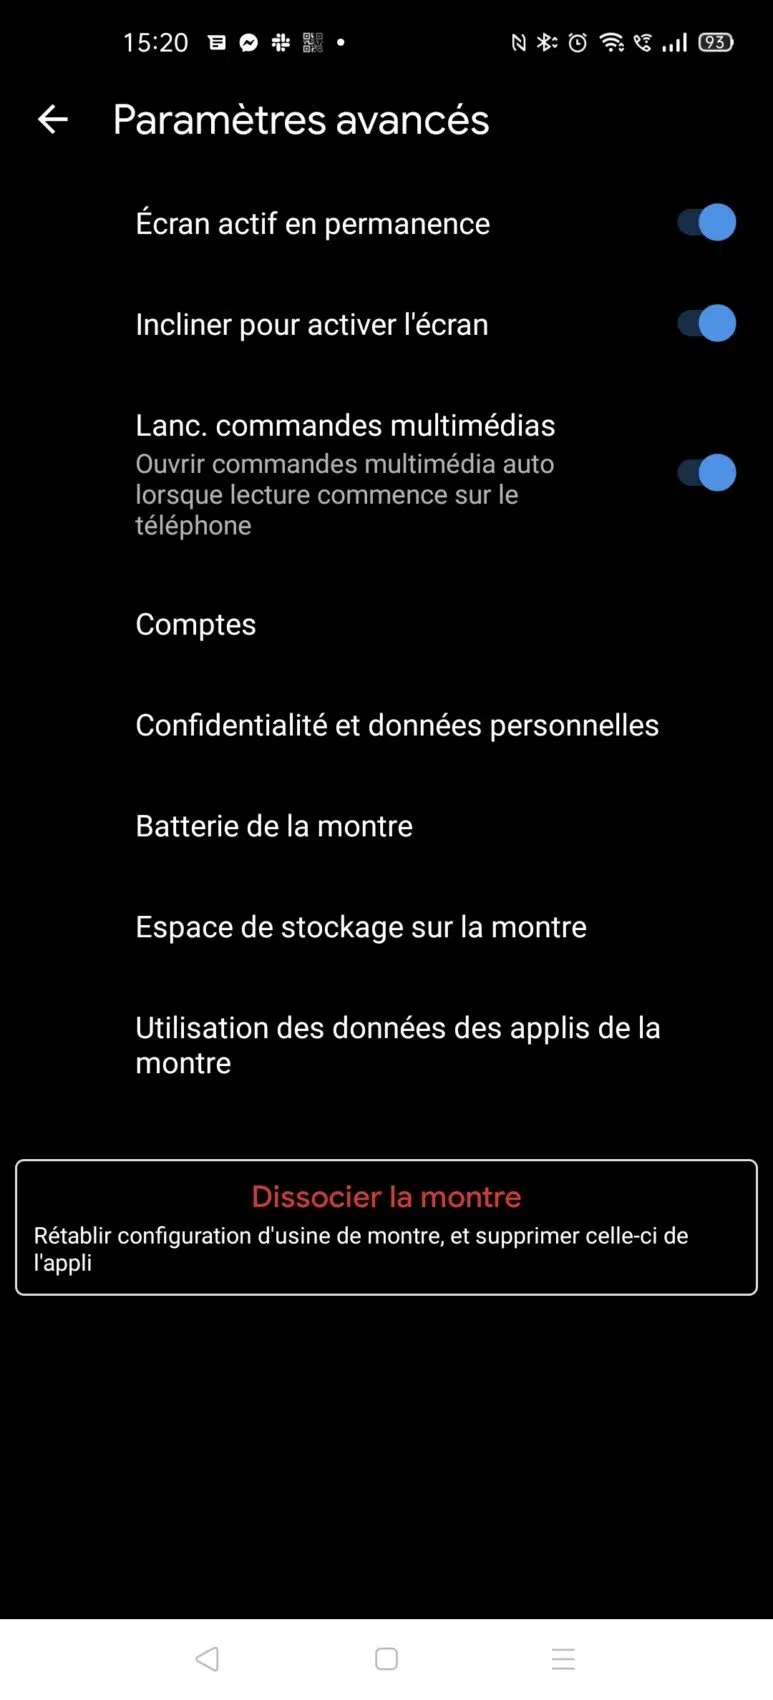 15:20
93
Paramètres avancés
Écran actif en permanence
Incliner pour activer l'écran
Lanc. commandes multimédias
Ouvrir commandes multimédia auto
lorsque lecture commence sur le
téléphone
Comptes
Confidentialité et données personnelles
Batterie de la montre
Espace de stockage sur la montre
Utilisation des données des applis de la
montre
Dissocier la montre
Rétablir configuration d'usine de montre, et supprimer celle-ci de
l'appli